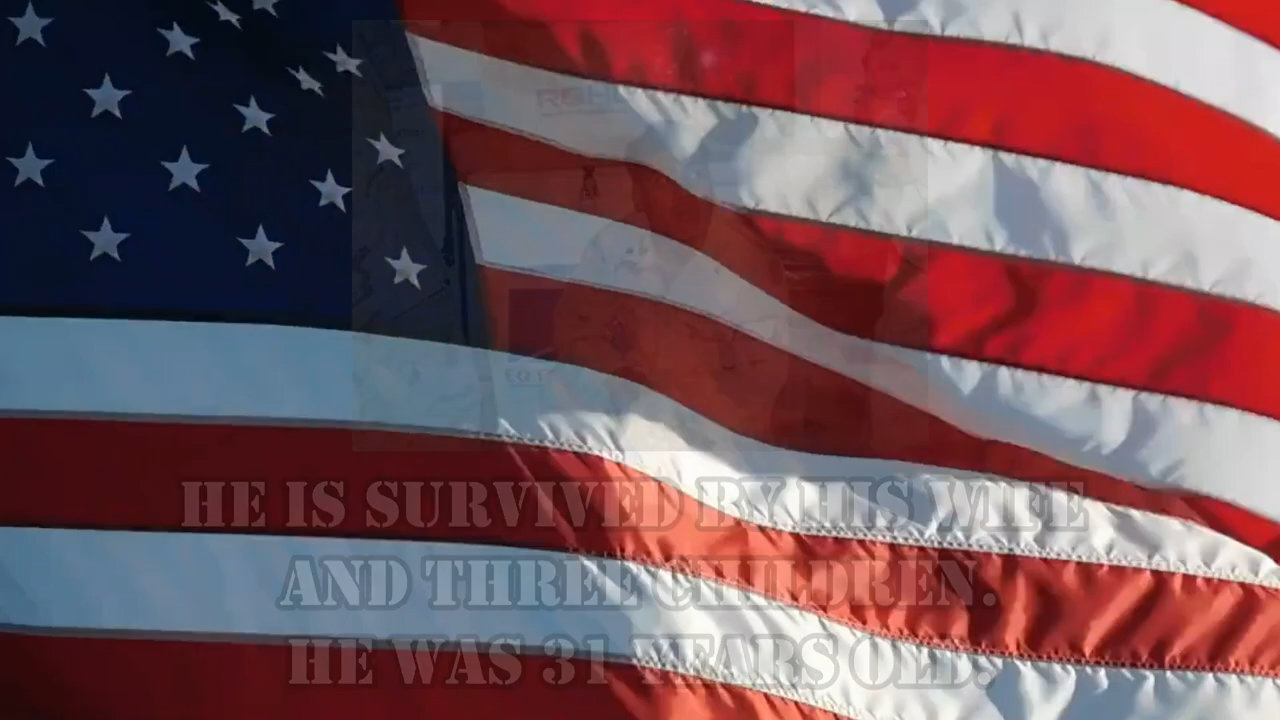 HE IS SURVIVED BY HIS WIFE
AND THREE CHILDREN.
HE WAS 31 YEARS OLD.